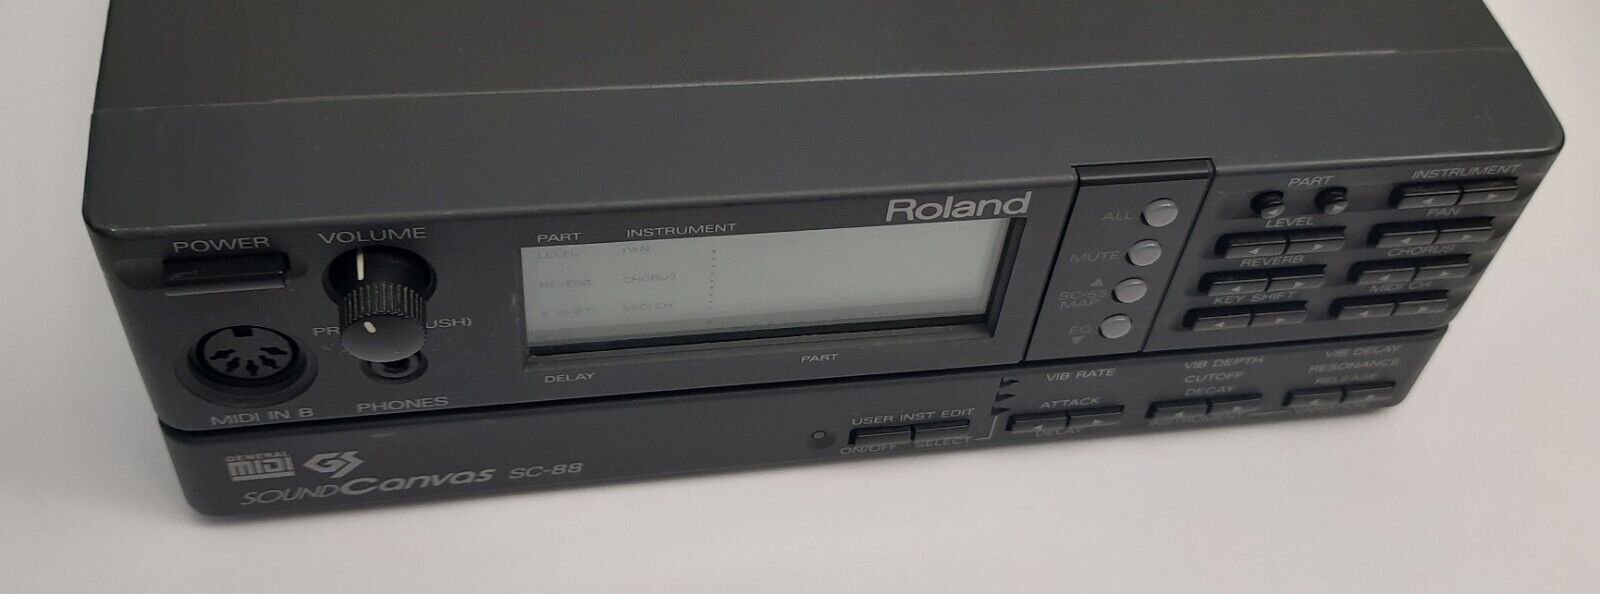 Roland
POWER
VOLUME
MIDI IN B
PHONES
PART INSTRUMENT
LEVEL PAN
REVERB CHORUS
K SHIFT MIDI CH
DELAY
PART
ALL
MUTE
SC-55
MAP
EQ
PART
INSTRUMENT
LEVEL
PAN
REVERB
CHORUS
KEY SHIFT
MIDI CH
GENERAL
MIDI
GS
SOUND Canvas SC-88
USER INST EDIT
ON/OFF SELECT
VIB RATE
ATTACK
DELAY
VIB DEPTH
CUTOFF
DECAY
VIB DELAY
RESONANCE
RELEASE